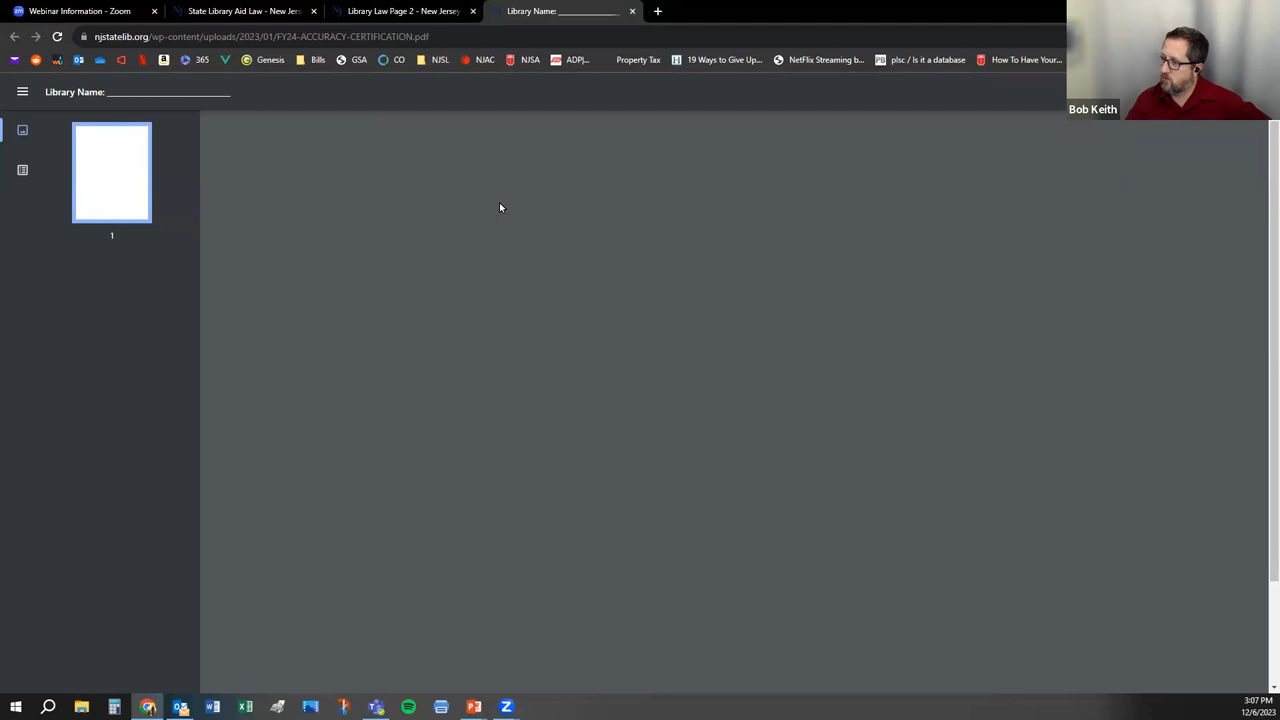 Webinar Information - Zoom
State Library Aid Law - New Jers
Library Law Page 2 - New Jersey
Library Name: ____________
njstatelib.org/wp-content/uploads/2023/01/FY24-ACCURACY-CERTIFICATION.pdf
365 Genesis Bills GSA CO NJSL NJAC NJSA ADP|... Property Tax 19 Ways to Give Up... NetFlix Streaming b... plsc / Is it a database How To Have Your...
Library Name: ______________________
Bob Keith
1
3:07 PM
12/6/2023